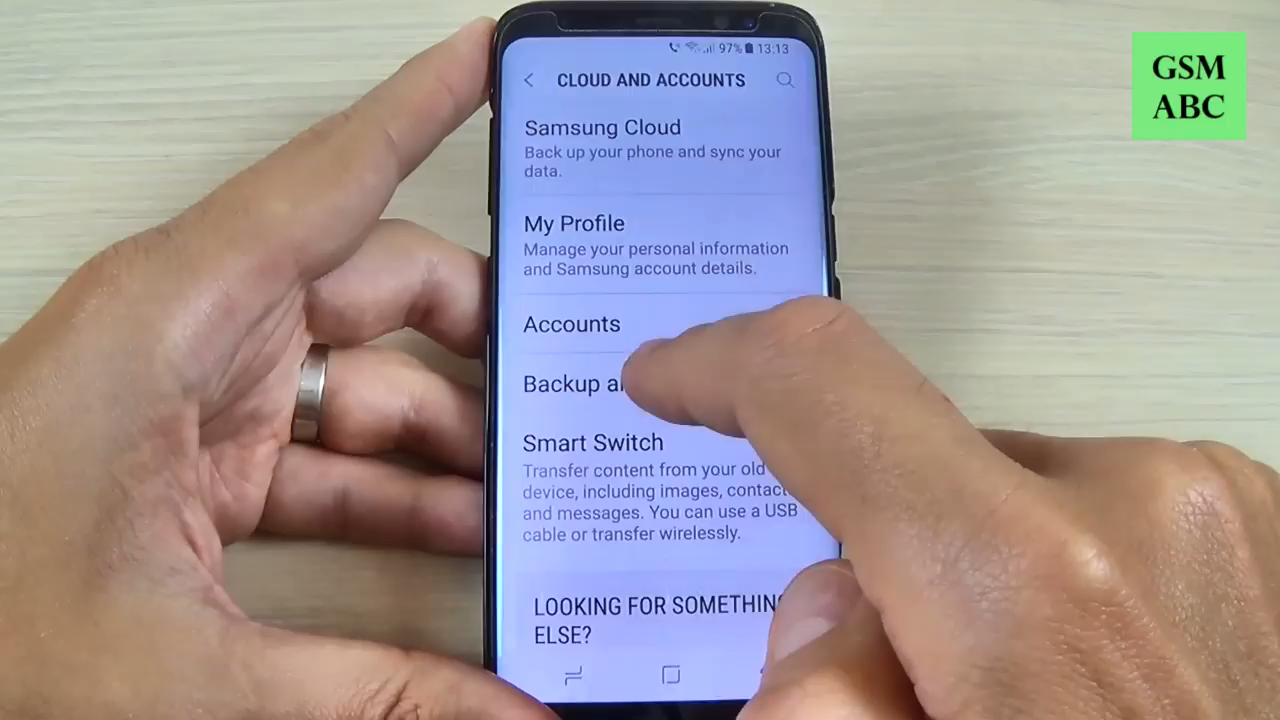 97% 13:13
CLOUD AND ACCOUNTS
Samsung Cloud
Back up your phone and sync your
data.
My Profile
Manage your personal information
and Samsung account details.
Accounts
Backup
Smart Switch
Transfer content from your old
device, including images,
and messages. You can use a USB
cable or transfer wirelessly.
LOOKING FOR
ELSE?
GSM
ABC